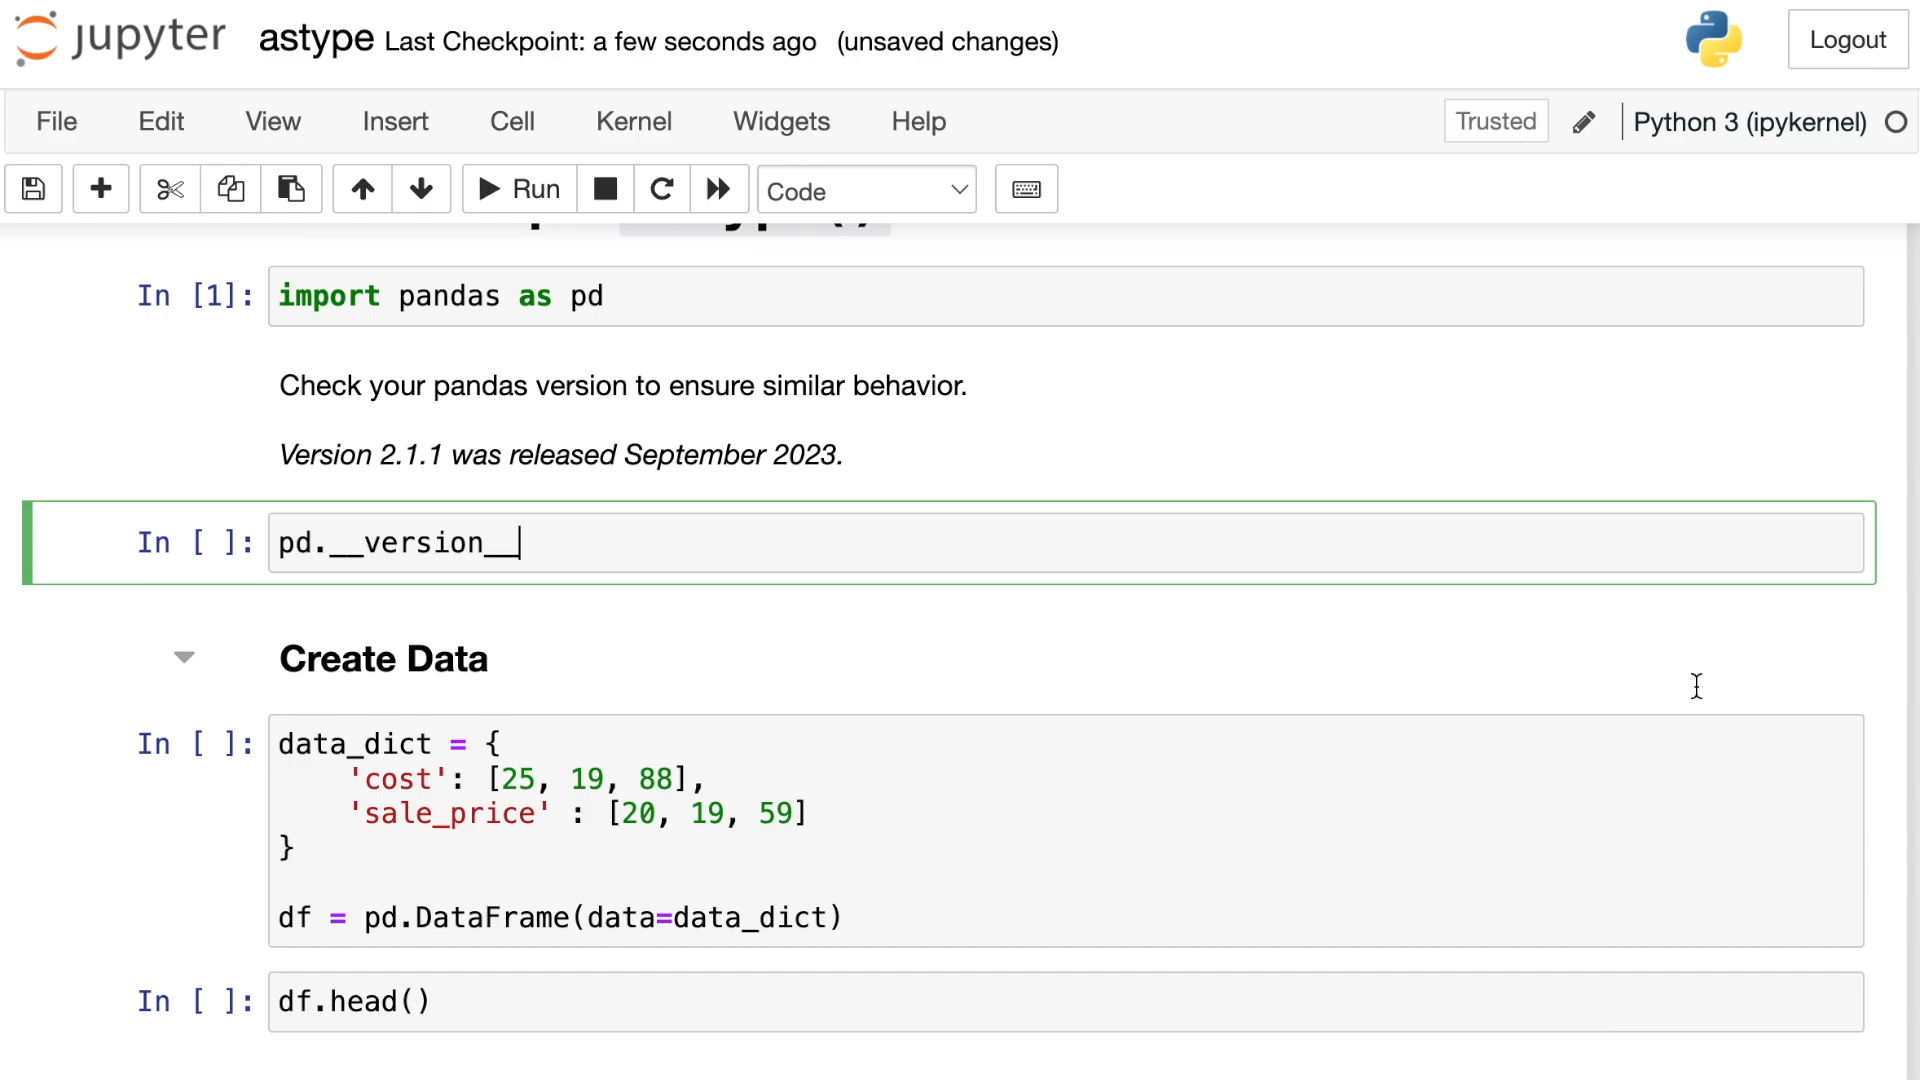 jupyter astype Last Checkpoint: a few seconds ago (unsaved changes) Logout
File Edit View Insert Cell Kernel Widgets Help Trusted Python 3 (ipykernel)
Run Code
In [1]: import pandas as pd
Check your pandas version to ensure similar behavior.
Version 2.1.1 was released September 2023.
In [ ]: pd.__version__
Create Data
In [ ]: data_dict = {
'cost': [25, 19, 88],
'sale_price' : [20, 19, 59]
}
df = pd.DataFrame(data=data_dict)
In [ ]: df.head()